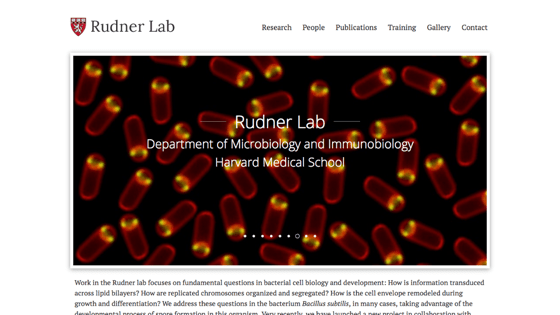 Rudner Lab
Research People Publications Training Gallery Contact
Rudner Lab
Department of Microbiology and Immunobiology
Harvard Medical School
Work in the Rudner lab focuses on fundamental questions in bacterial cell biology and development: How is information transduced
across lipid bilayers? How are replicated chromosomes organized and segregated? How is the cell envelope remodeled during
growth and differentiation? We address these questions in the bacterium Bacillus subtilis, in many cases, taking advantage of the
developmental process of spore formation in this organism. Very recently, we have launched a new project in collaboration with